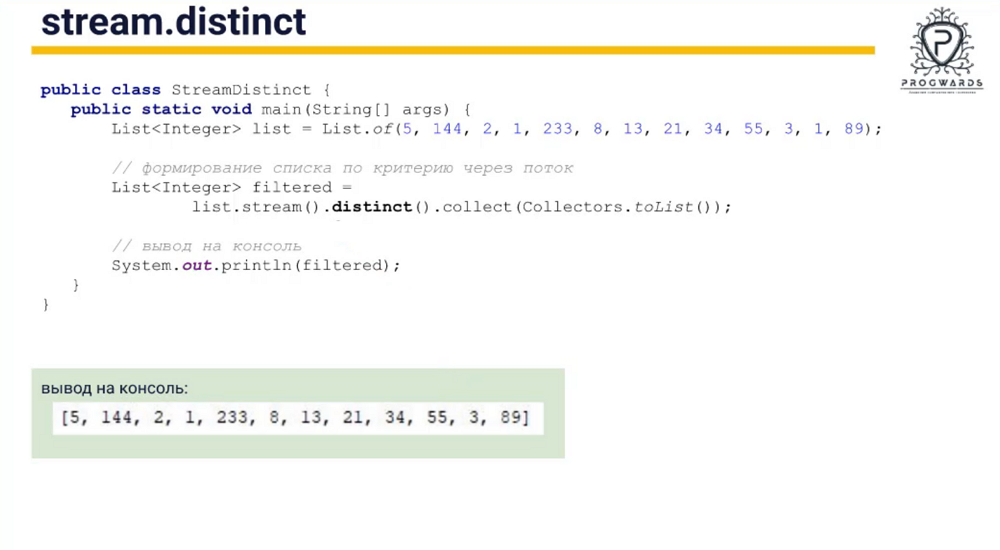 stream.distinct
PROGWARDS
public class StreamDistinct {
public static void main(String[] args) {
List<Integer> list = List.of(5, 144, 2, 1, 233, 8, 13, 21, 34, 55, 3, 1, 89);
// формирование списка по критерию через поток
List<Integer> filtered =
list.stream().distinct().collect(Collectors.toList());
// вывод на консоль
System.out.println(filtered);
}
}
вывод на консоль:
[5, 144, 2, 1, 233, 8, 13, 21, 34, 55, 3, 89]